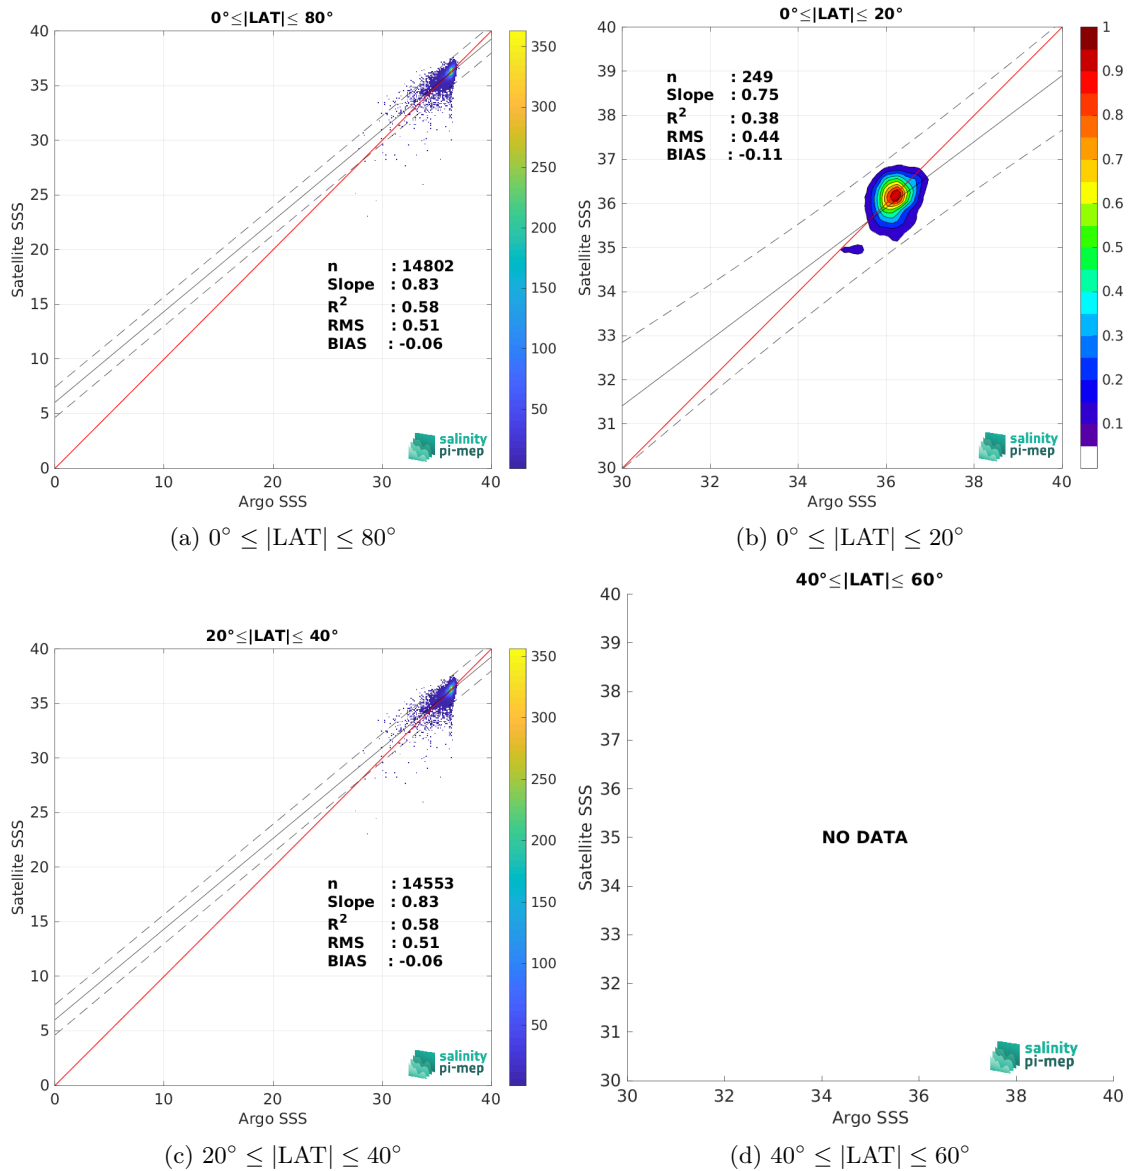 0°≤|LAT|≤ 80°
40
35
30
25
20
15
10
5
0
Satellite SSS
n : 14802
Slope : 0.83
R² : 0.58
RMS : 0.51
BIAS : -0.06
salinity
pi-mep
0 10 20 30 40
Argo SSS
350
300
250
200
150
100
50
(a) 0° ≤ |LAT| ≤ 80°
0°≤|LAT|≤ 20°
40
39
38
37
36
35
34
33
32
31
30
Satellite SSS
n : 249
Slope : 0.75
R² : 0.38
RMS : 0.44
BIAS : -0.11
salinity
pi-mep
30 32 34 36 38 40
Argo SSS
1
0.9
0.8
0.7
0.6
0.5
0.4
0.3
0.2
0.1
(b) 0° ≤ |LAT| ≤ 20°
20°≤|LAT|≤ 40°
40
35
30
25
20
15
10
5
0
Satellite SSS
n : 14553
Slope : 0.83
R² : 0.58
RMS : 0.51
BIAS : -0.06
salinity
pi-mep
0 10 20 30 40
Argo SSS
350
300
250
200
150
100
50
(c) 20° ≤ |LAT| ≤ 40°
40°≤|LAT|≤ 60°
40
39
38
37
36
35
34
33
32
31
30
Satellite SSS
NO DATA
salinity
pi-mep
30 32 34 36 38 40
Argo SSS
(d) 40° ≤ |LAT| ≤ 60°